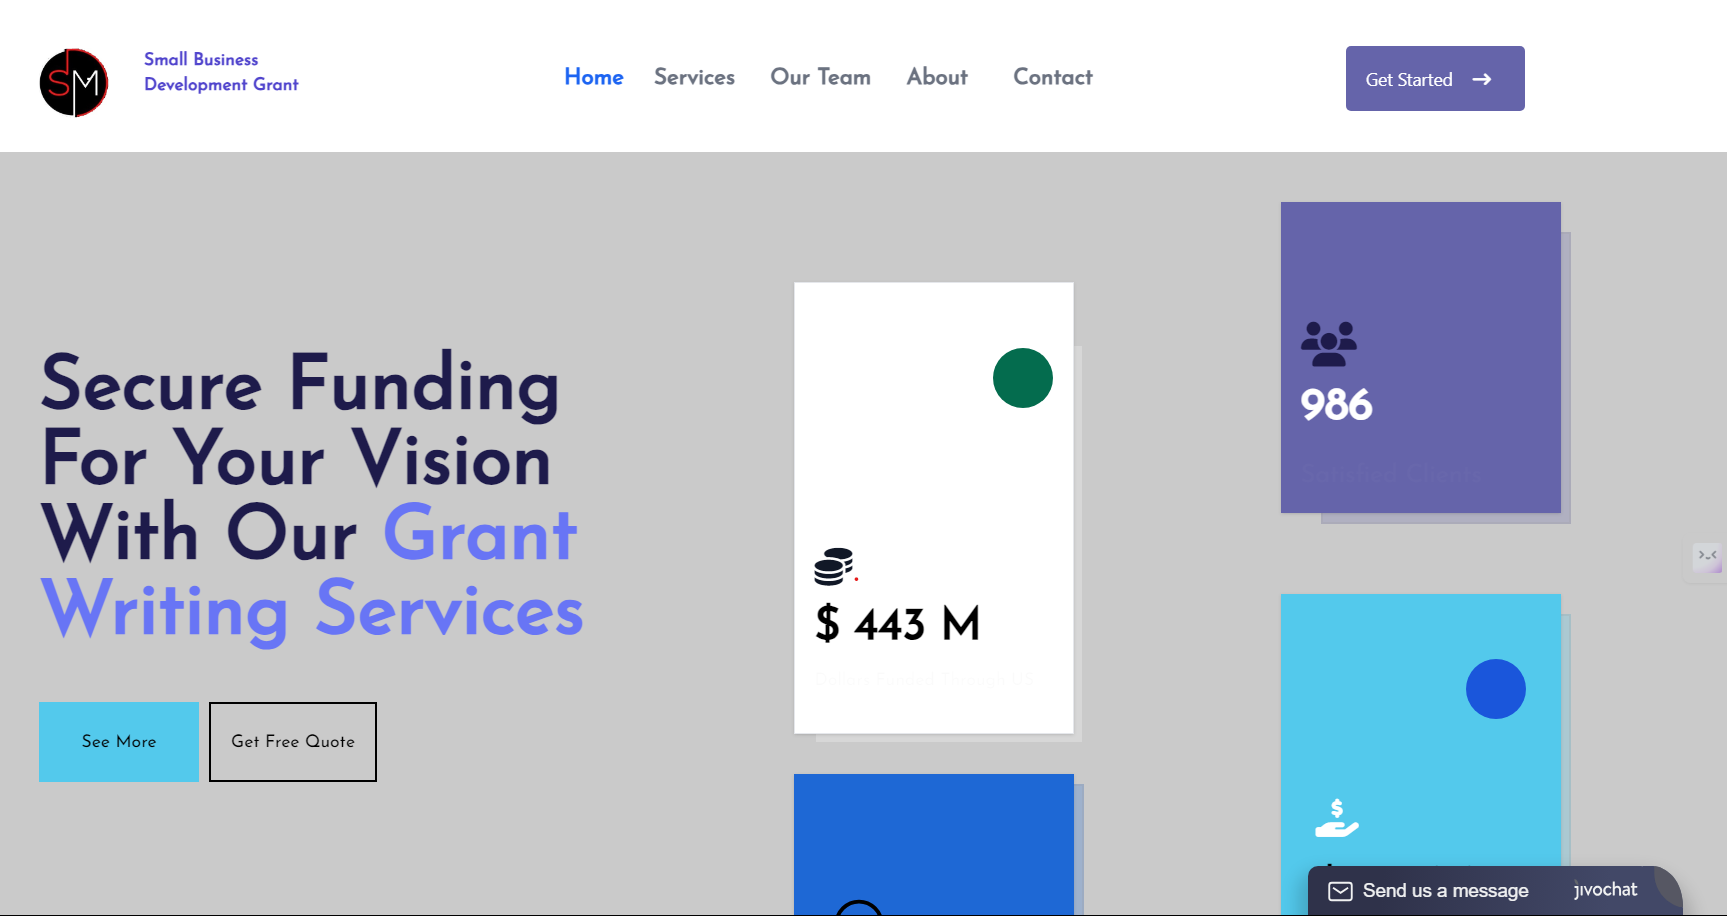 SM
Small Business
Development Grant
Home
Services
Our Team
About
Contact
Get Started
Secure Funding
For Your Vision
With Our Grant
Writing Services
See More
Get Free Quote
$ 443 M
Dollars Funded Through US
986
Satisfied Clients
$
Send us a message
jivochat